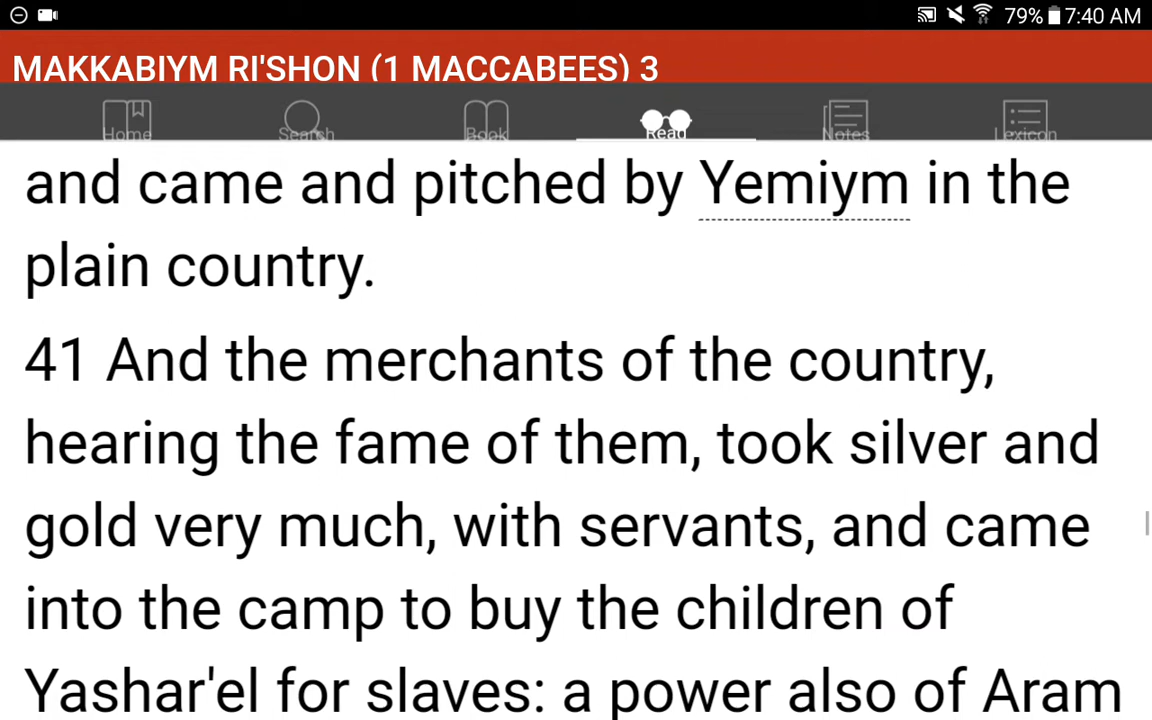 79% 7:40 AM
MAKKABIYM RI'SHON (1 MACCABEES) 3
Home Search Book Read Notes Lexicon
and came and pitched by Yemiym in the
plain country.
41 And the merchants of the country,
hearing the fame of them, took silver and
gold very much, with servants, and came
into the camp to buy the children of
Yashar'el for slaves: a power also of Aram